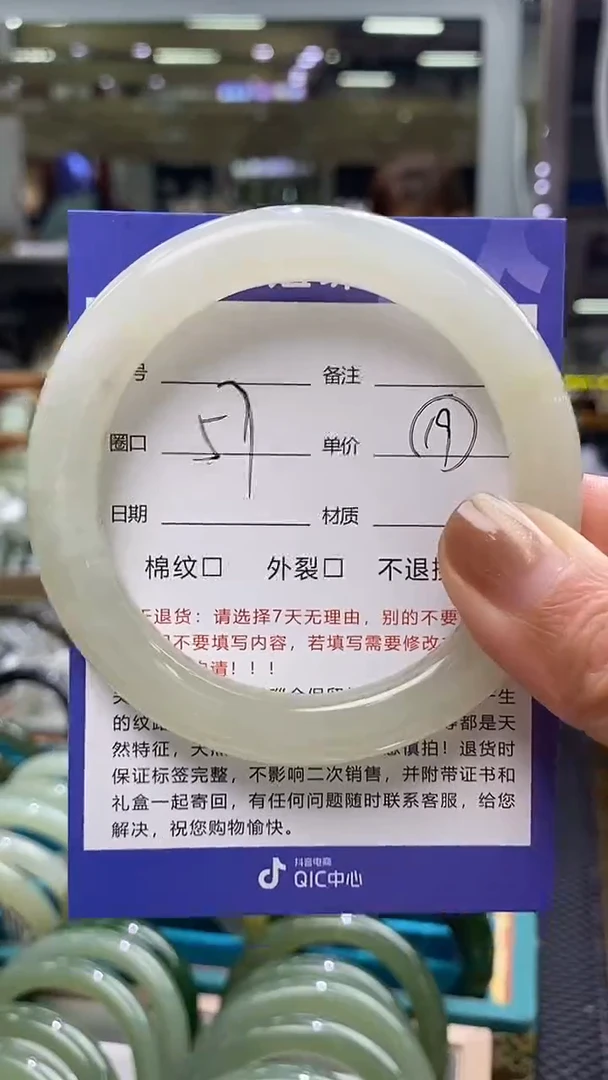 号 备注
圈口 57 单价 19
日期 材质
棉纹口 外裂口 不退
退货：请选择7天无理由，别的不要
不要填写内容，若填写需要修改
请！！！
生
的纹 都是天
然特征，天 慎拍！退货时
保证标签完整，不影响二次销售，并附带证书和
礼盒一起寄回，有任何问题随时联系客服，给您
解决，祝您购物愉快。
抖音电商
QIC中心